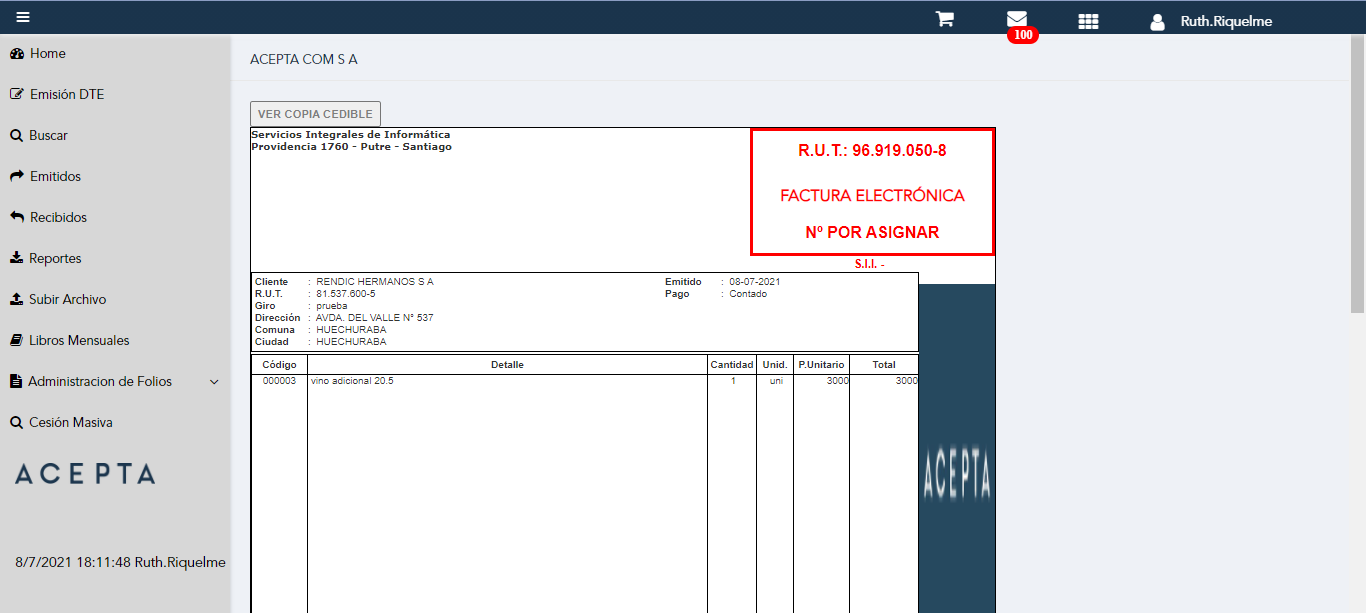 Ruth.Riquelme
100
Home
Emisión DTE
Buscar
Emitidos
Recibidos
Reportes
Subir Archivo
Libros Mensuales
Administracion de Folios
Cesión Masiva
ACEPTA
8/7/2021 18:11:48 Ruth.Riquelme
ACEPTA COM S A
VER COPIA CEDIBLE
Servicios Integrales de Informática
Providencia 1760 - Putre - Santiago
R.U.T.: 96.919.050-8
FACTURA ELECTRÓNICA
Nº POR ASIGNAR
S.I.I. -
Cliente : RENDIC HERMANOS S A Emitido : 08-07-2021
R.U.T. : 81.537.600-5 Pago : Contado
Giro : prueba
Dirección : AVDA. DEL VALLE N° 537
Comuna : HUECHURABA
Ciudad : HUECHURABA
Código Detalle Cantidad Unid. P.Unitario Total
000003 vino adicional 20.5 1 uni 3000 3000
ACEPTA